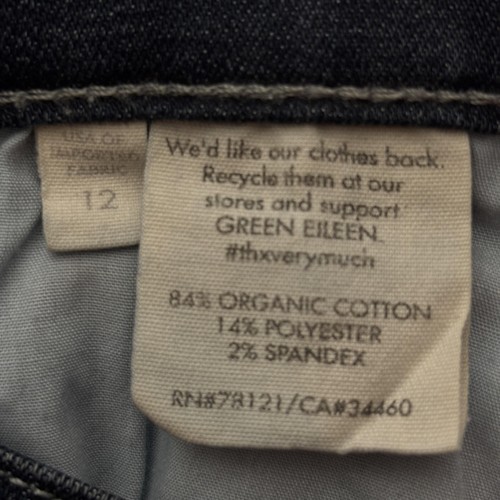 USA OF
IMPORTED
FABRIC
12
We'd like our clothes back.
Recycle them at our
stores and support
GREEN EILEEN.
#thxverymuch
84% ORGANIC COTTON
14% POLYESTER
2% SPANDEX
RN#78121/CA#34460